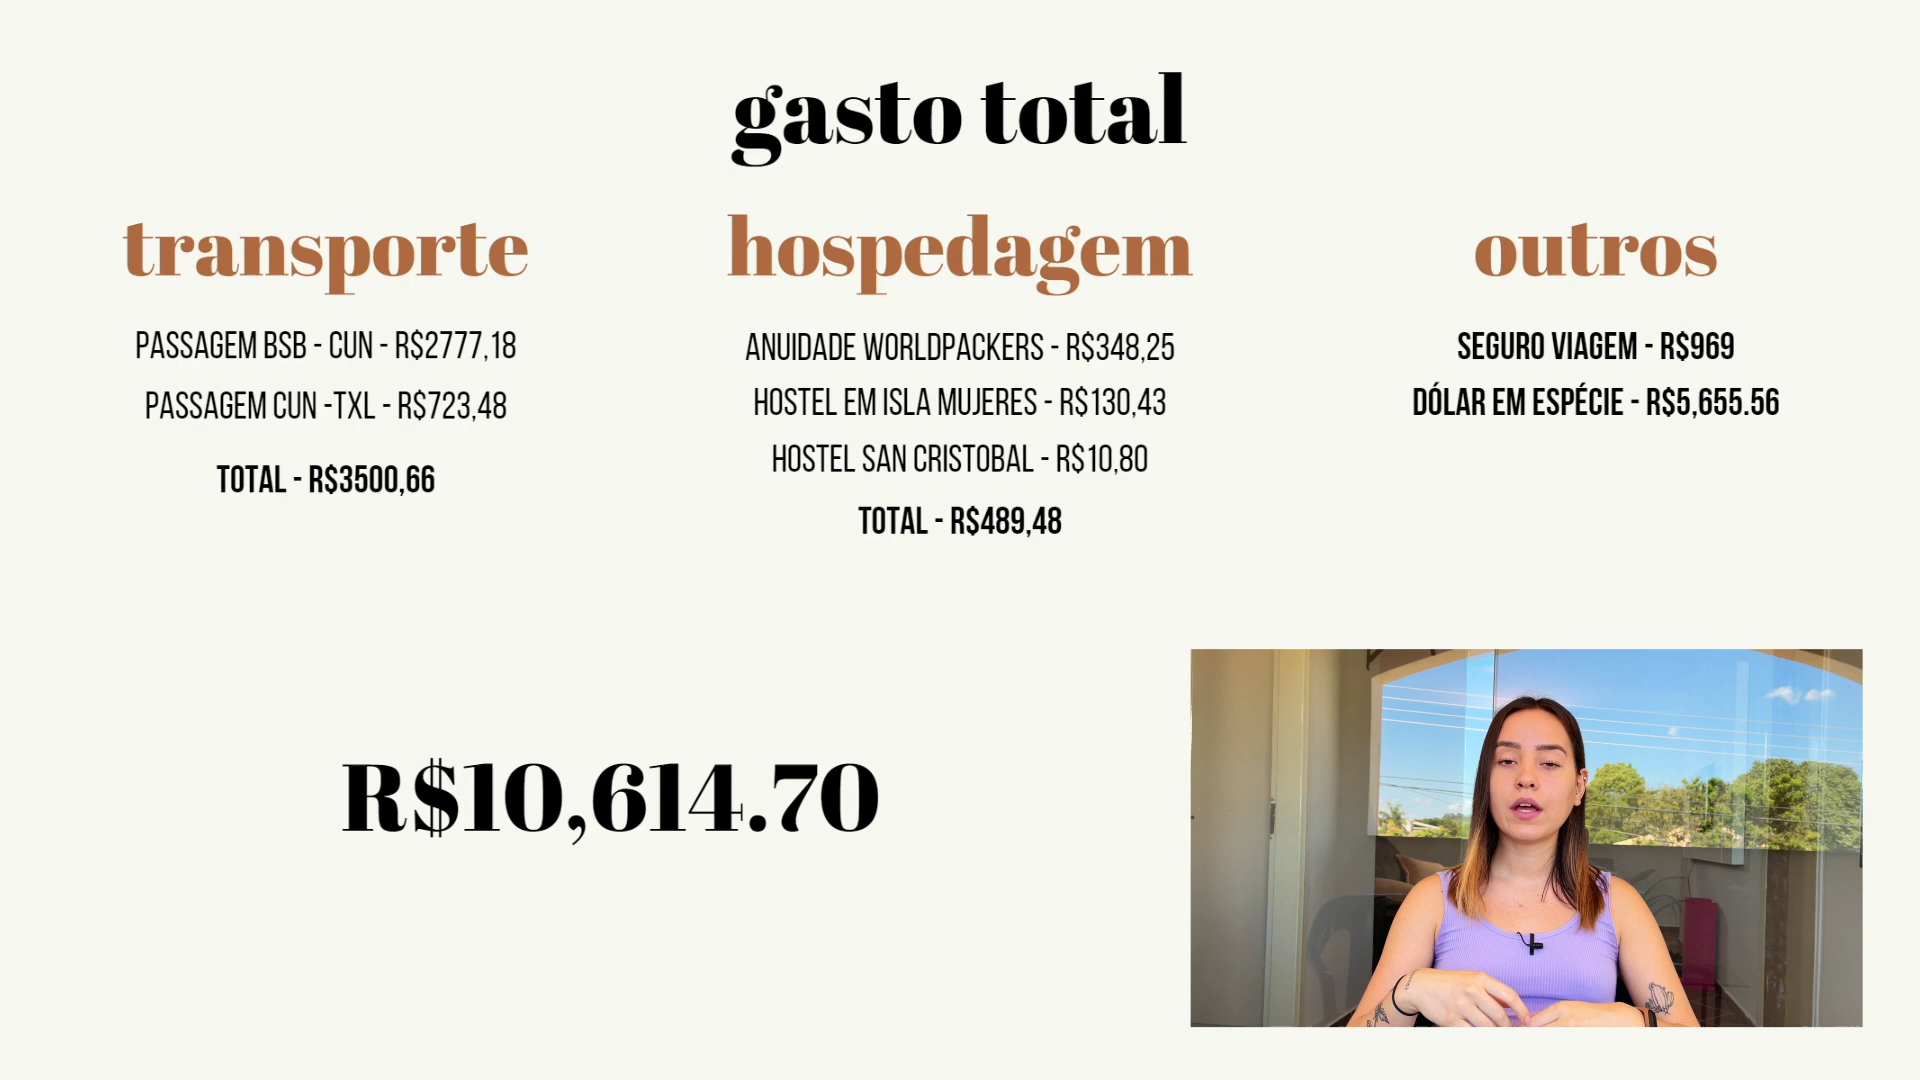 gasto total
transporte
PASSAGEM BSB - CUN - R$2777,18
PASSAGEM CUN -TXL - R$723,48
TOTAL - R$3500,66
hospedagem
ANUIDADE WORLDPACKERS - R$348,25
HOSTEL EM ISLA MUJERES - R$130,43
HOSTEL SAN CRISTOBAL - R$10,80
TOTAL - R$489,48
outros
SEGURO VIAGEM - R$969
DÓLAR EM ESPÉCIE - R$5,655.56
R$10,614.70